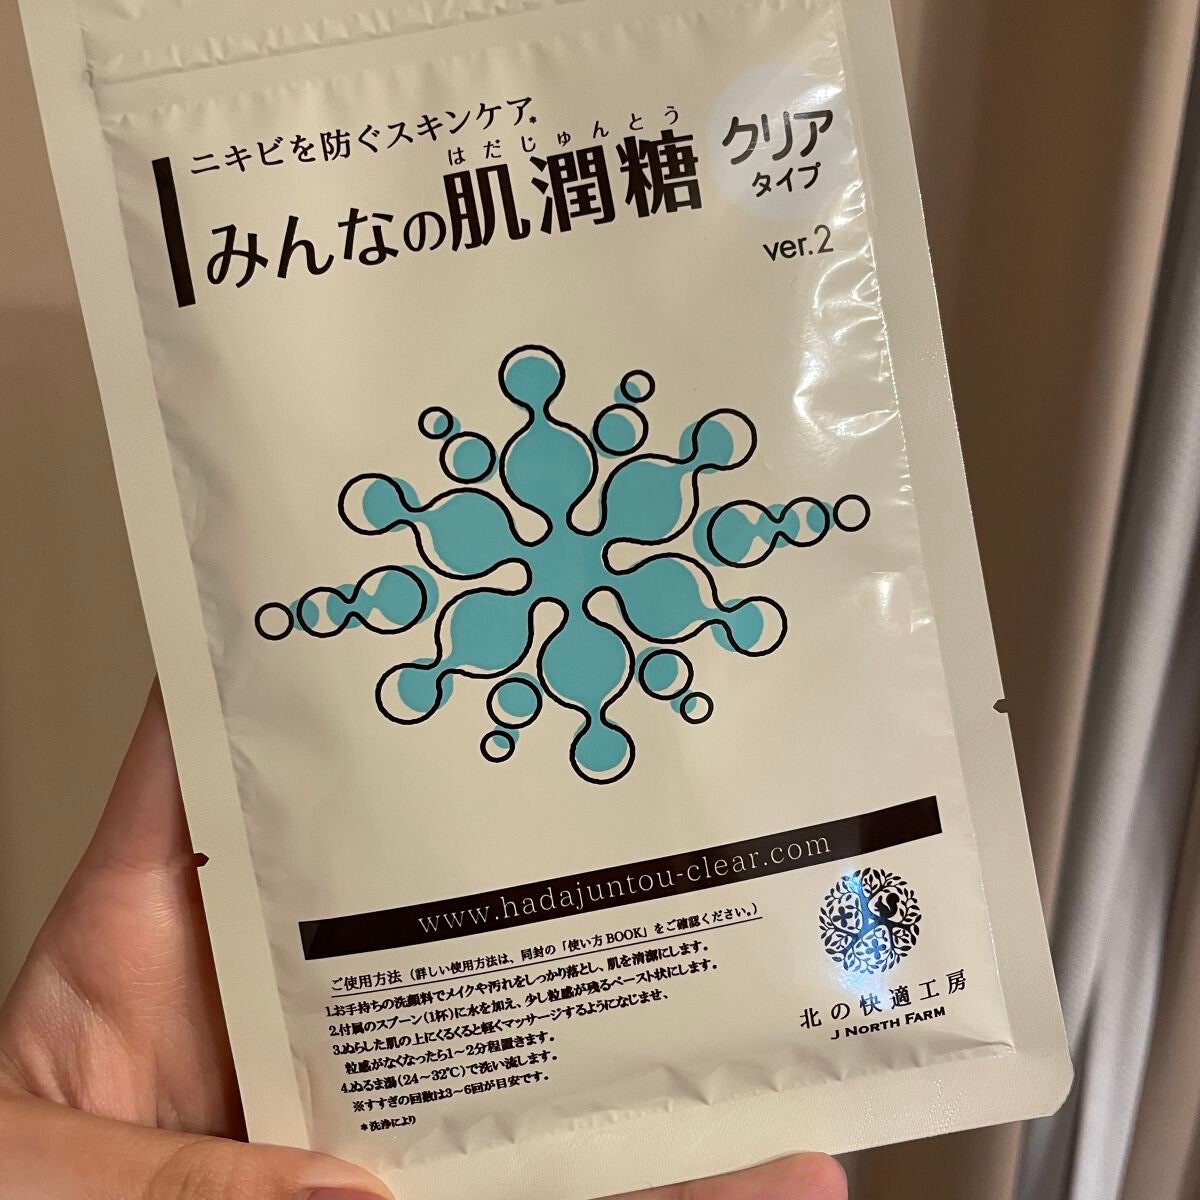 ニキビを防ぐスキンケア*
はだじゅんとう
みんなの肌潤糖
クリア
タイプ
ver.2
www.hadajuntou-clear.com
ご使用方法（詳しい使用方法は、同封の「使い方BOOK」をご確認ください。）
1.お手持ちの洗顔料でメイクや汚れをしっかり落とし、肌を清潔にします。
2.付属のスプーン（1杯）に水を加え、少し粒感が残るペースト状にします。
3.ぬらした肌の上にくるくると軽くマッサージするようになじませ、
粒感がなくなったら1〜2分程置きます。
4.ぬるま湯（24〜32℃）で洗い流します。
※すすぎの回数は3〜6回が目安です。
*洗浄により
北の快適工房
J NORTH FARM